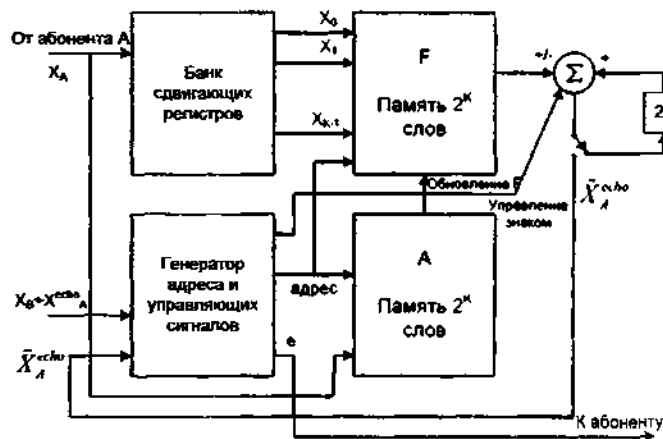 От абонента А
X_A
Банк
сдвигающих
регистров
X_0
X_1
X_{K-1}
F
Память 2^K
слов
+/-
Σ
+
2
Обновление F
Управление
знаком
X̃_A^{echo}
Генератор
адреса и
управляющих
сигналов
X_B+X^{echo}_A
X̃_A^{echo}
адрес
e
A
Память 2^K
слов
К абоненту